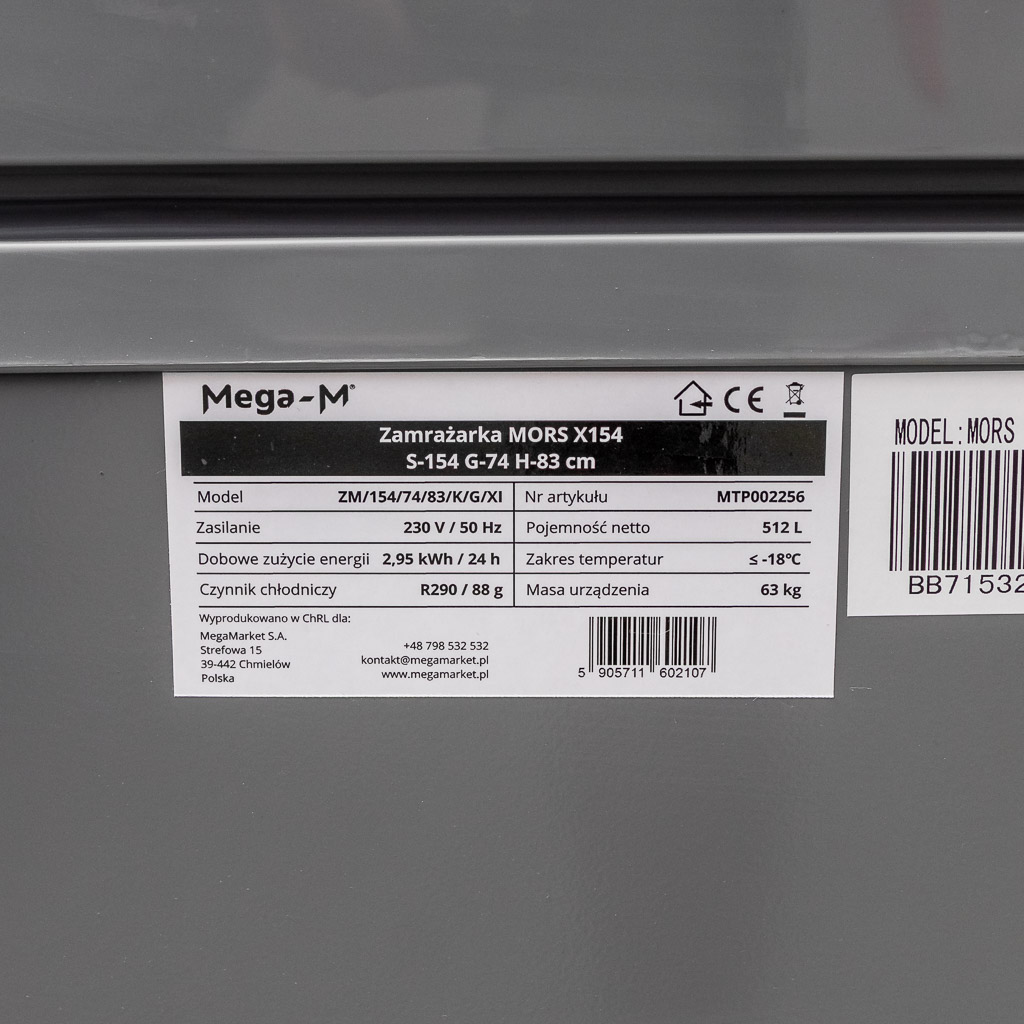 Mega-M®
CE
Zamrażarka MORS X154
S-154 G-74 H-83 cm
Model ZM/154/74/83/K/G/XI Nr artykułu MTP002256
Zasilanie 230 V / 50 Hz Pojemność netto 512 L
Dobowe zużycie energii 2,95 kWh / 24 h Zakres temperatur ≤ -18°C
Czynnik chłodniczy R290 / 88 g Masa urządzenia 63 kg
Wyprodukowano w ChRL dla:
MegaMarket S.A.
Strefowa 15
39-442 Chmielów
Polska
+48 798 532 532
kontakt@megamarket.pl
www.megamarket.pl
5 905711 602107
MODEL:MORS
BB71532